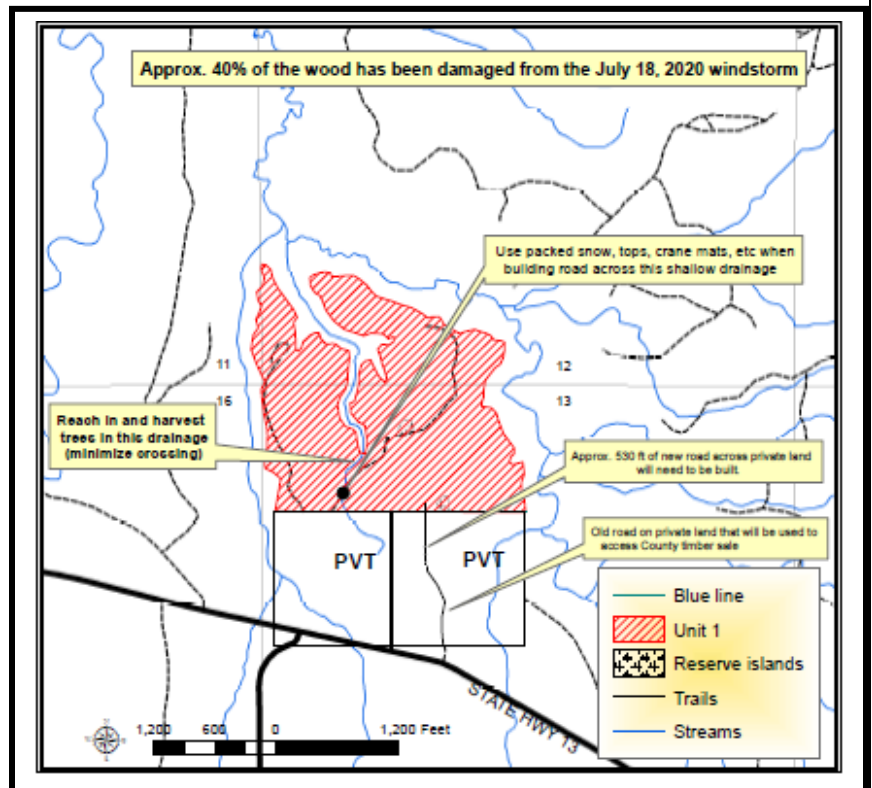 Approx. 40% of the wood has been damaged from the July 18, 2020 windstorm
Use packed snow, tops, crane mats, etc when
building road across this shallow drainage
11
12
16
13
Reach in and harvest
trees in this drainage
(minimize crossing)
Approx. 530 ft of new road across private land
will need to be built.
Old road on private land that will be used to
access County timber sale
PVT
PVT
Blue line
Unit 1
Reserve islands
Trails
Streams
STATE HWY 13
1,200 600 0 1,200 Feet